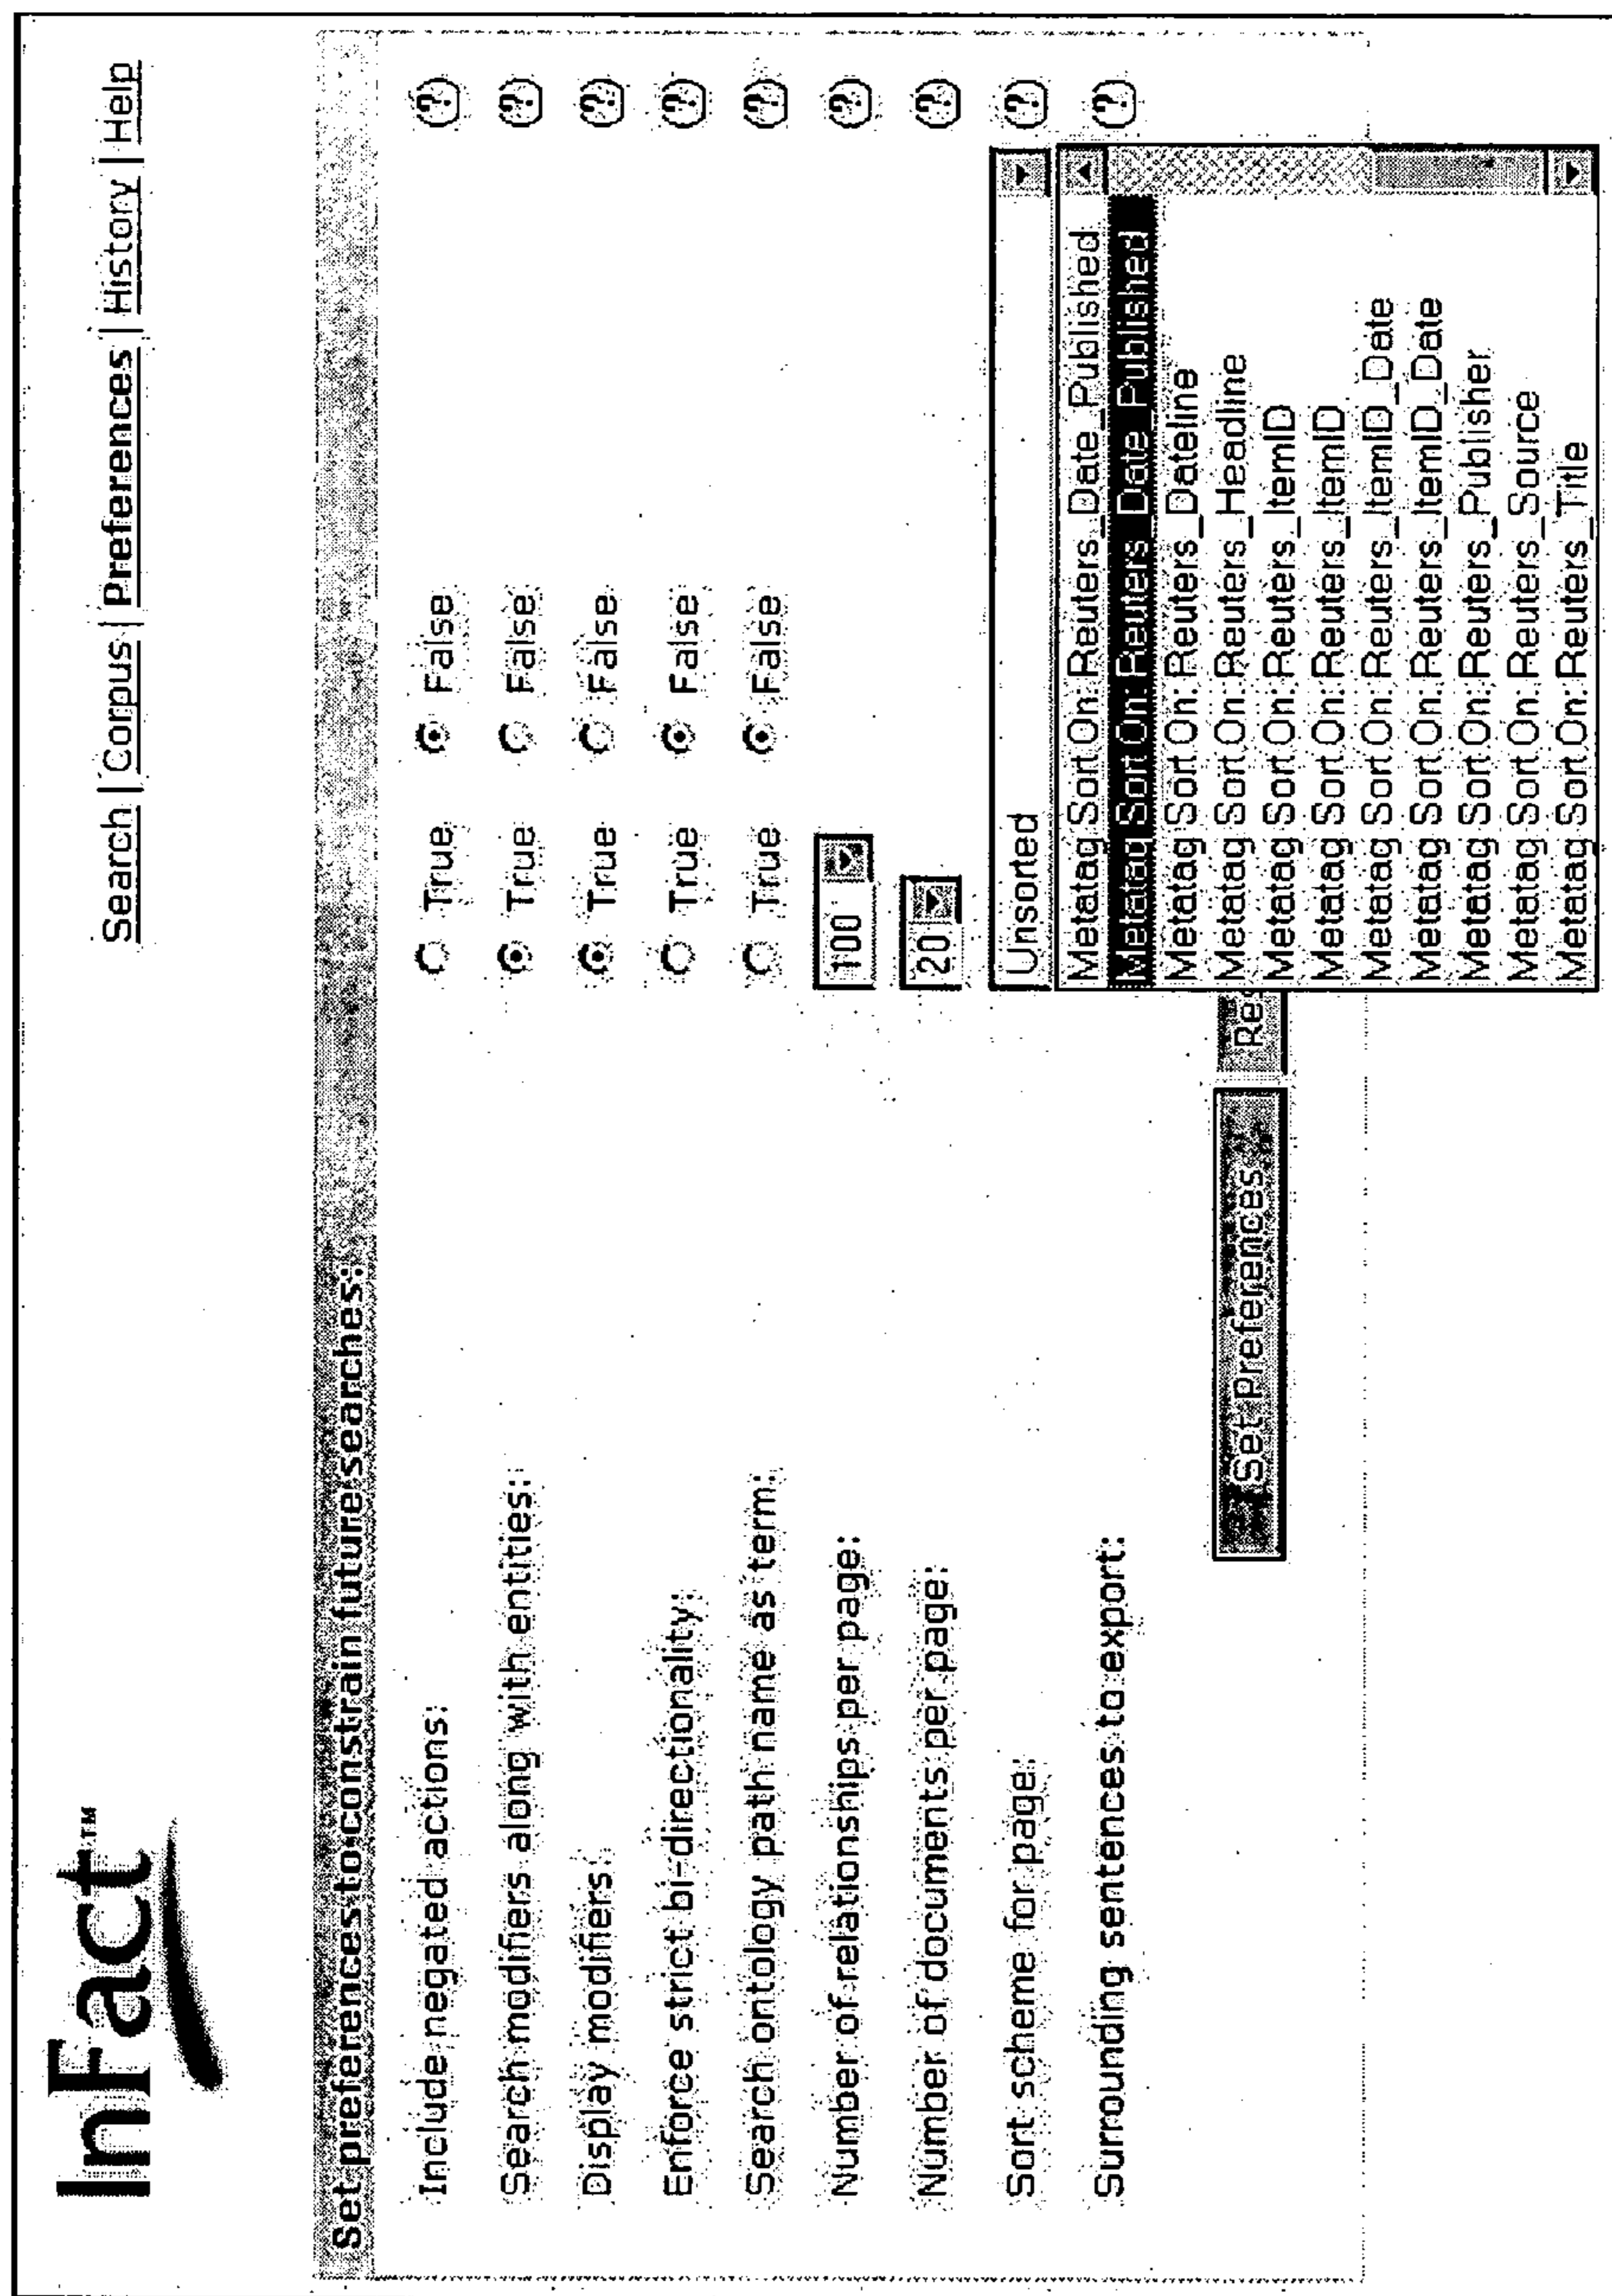 InFact™
Search | Corpus | Preferences | History | Help
Set preferences to constrain future searches:
Include negated actions: True False ?
Search modifiers along with entities: True False ?
Display modifiers: True False ?
Enforce strict bi-directionality: True False ?
Search ontology path name as term: True False ?
Number of relationships per page: 100 ?
Number of documents per page: 20 ?
Sort scheme for page: Unsorted ?
Surrounding sentences to export: ?
Metatag Sort On: Reuters_Date_Published
Metatag Sort On: Reuters_Date_Published
Metatag Sort On: Reuters_Dateline
Metatag Sort On: Reuters_Headline
Metatag Sort On: Reuters_ItemID
Metatag Sort On: Reuters_ItemID
Metatag Sort On: Reuters_ItemID_Date
Metatag Sort On: Reuters_ItemID_Date
Metatag Sort On: Reuters_Publisher
Metatag Sort On: Reuters_Source
Metatag Sort On: Reuters_Title
Set Preferences